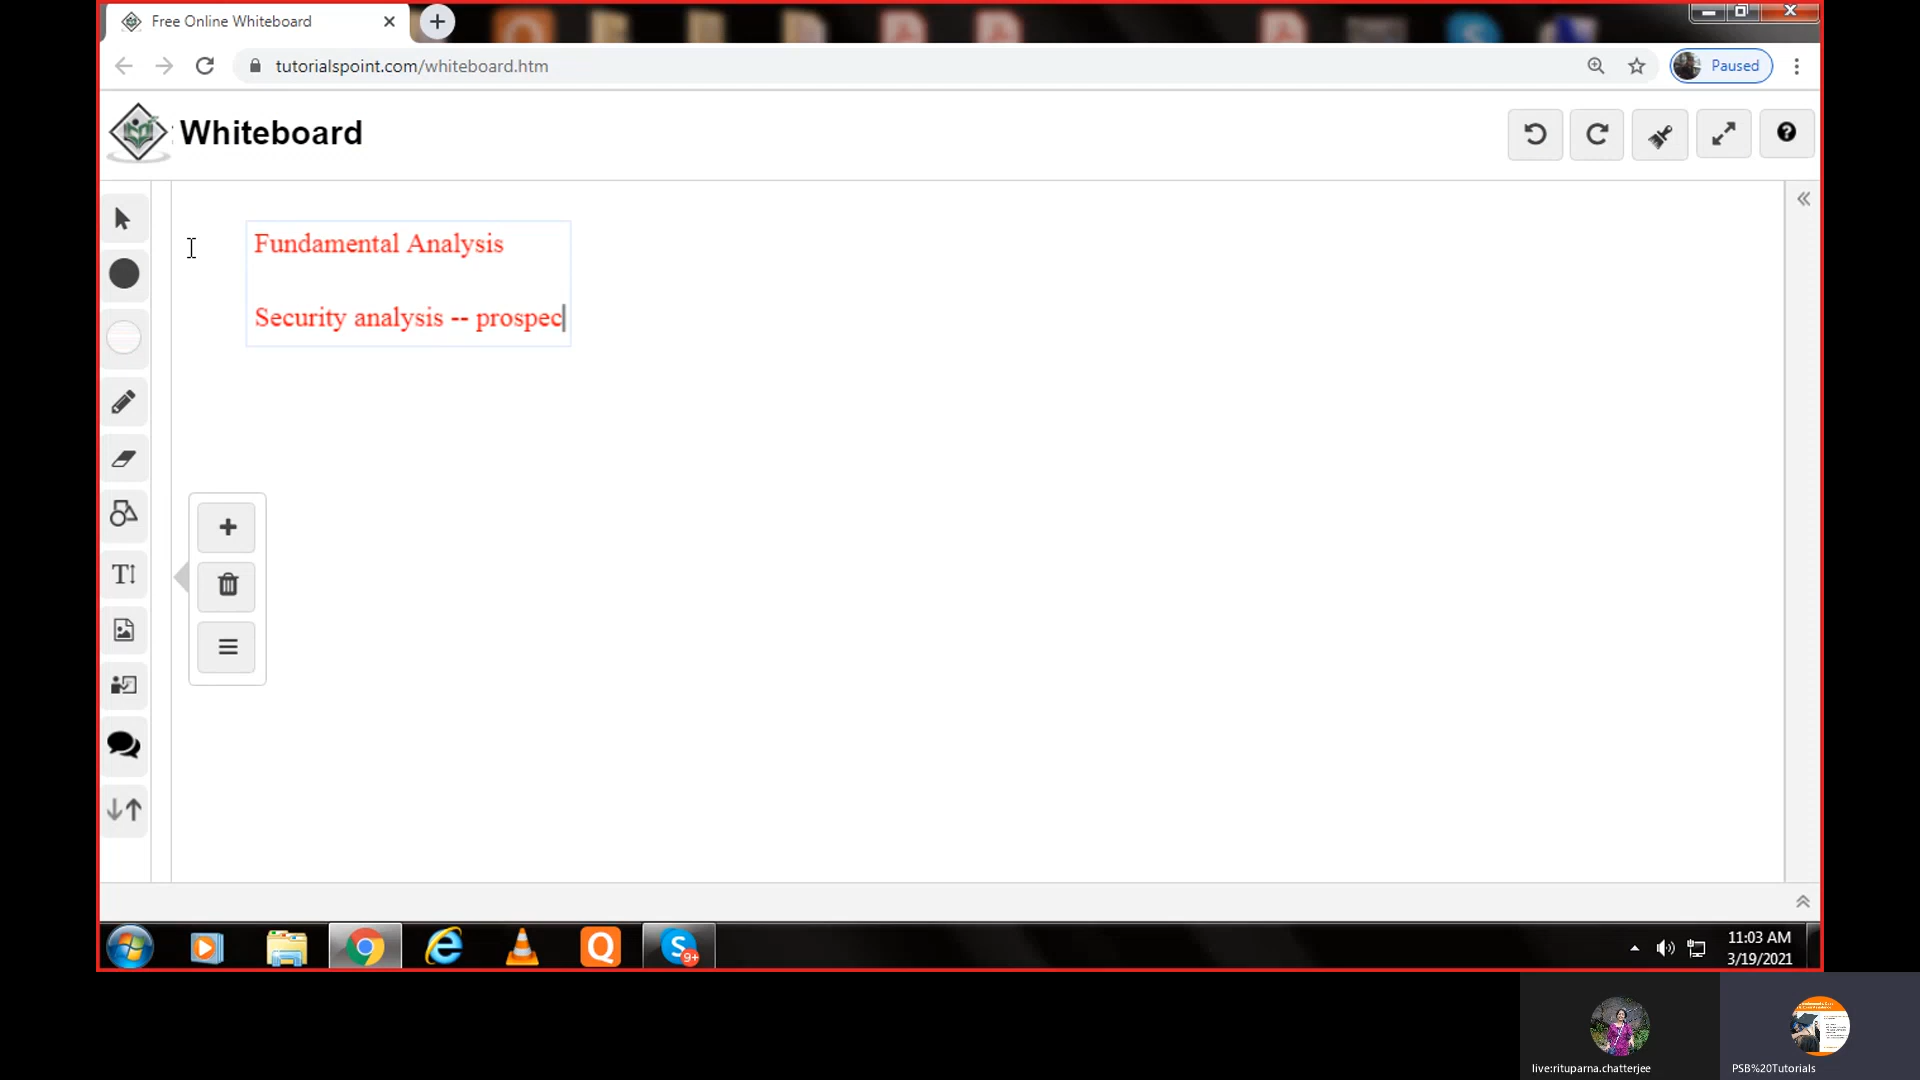 Free Online Whiteboard
tutorialspoint.com/whiteboard.htm
Paused
Whiteboard
Fundamental Analysis
Security analysis -- prospec
T
Q
S
9+
11:03 AM
3/19/2021
live:rituparna.chatterjee
PSB%20Tutorials